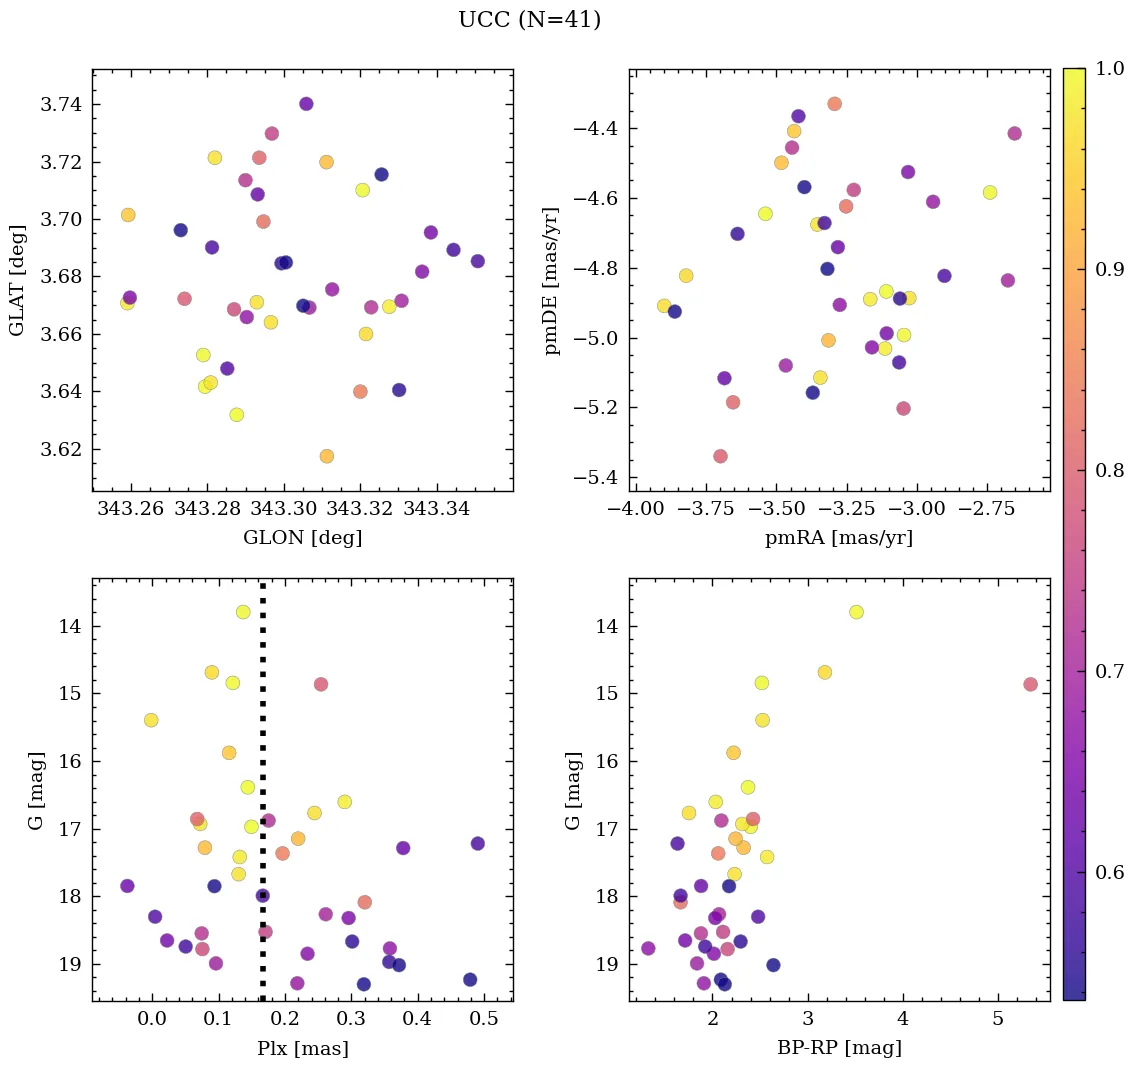 UCC (N=41)
3.74
3.72
3.70
3.68
3.66
3.64
3.62
GLAT [deg]
343.26 343.28 343.30 343.32 343.34
GLON [deg]
−4.4
−4.6
−4.8
−5.0
−5.2
−5.4
pmDE [mas/yr]
−4.00 −3.75 −3.50 −3.25 −3.00 −2.75
pmRA [mas/yr]
14
15
16
17
18
19
G [mag]
0.0 0.1 0.2 0.3 0.4 0.5
Plx [mas]
14
15
16
17
18
19
G [mag]
2 3 4 5
BP-RP [mag]
1.0
0.9
0.8
0.7
0.6